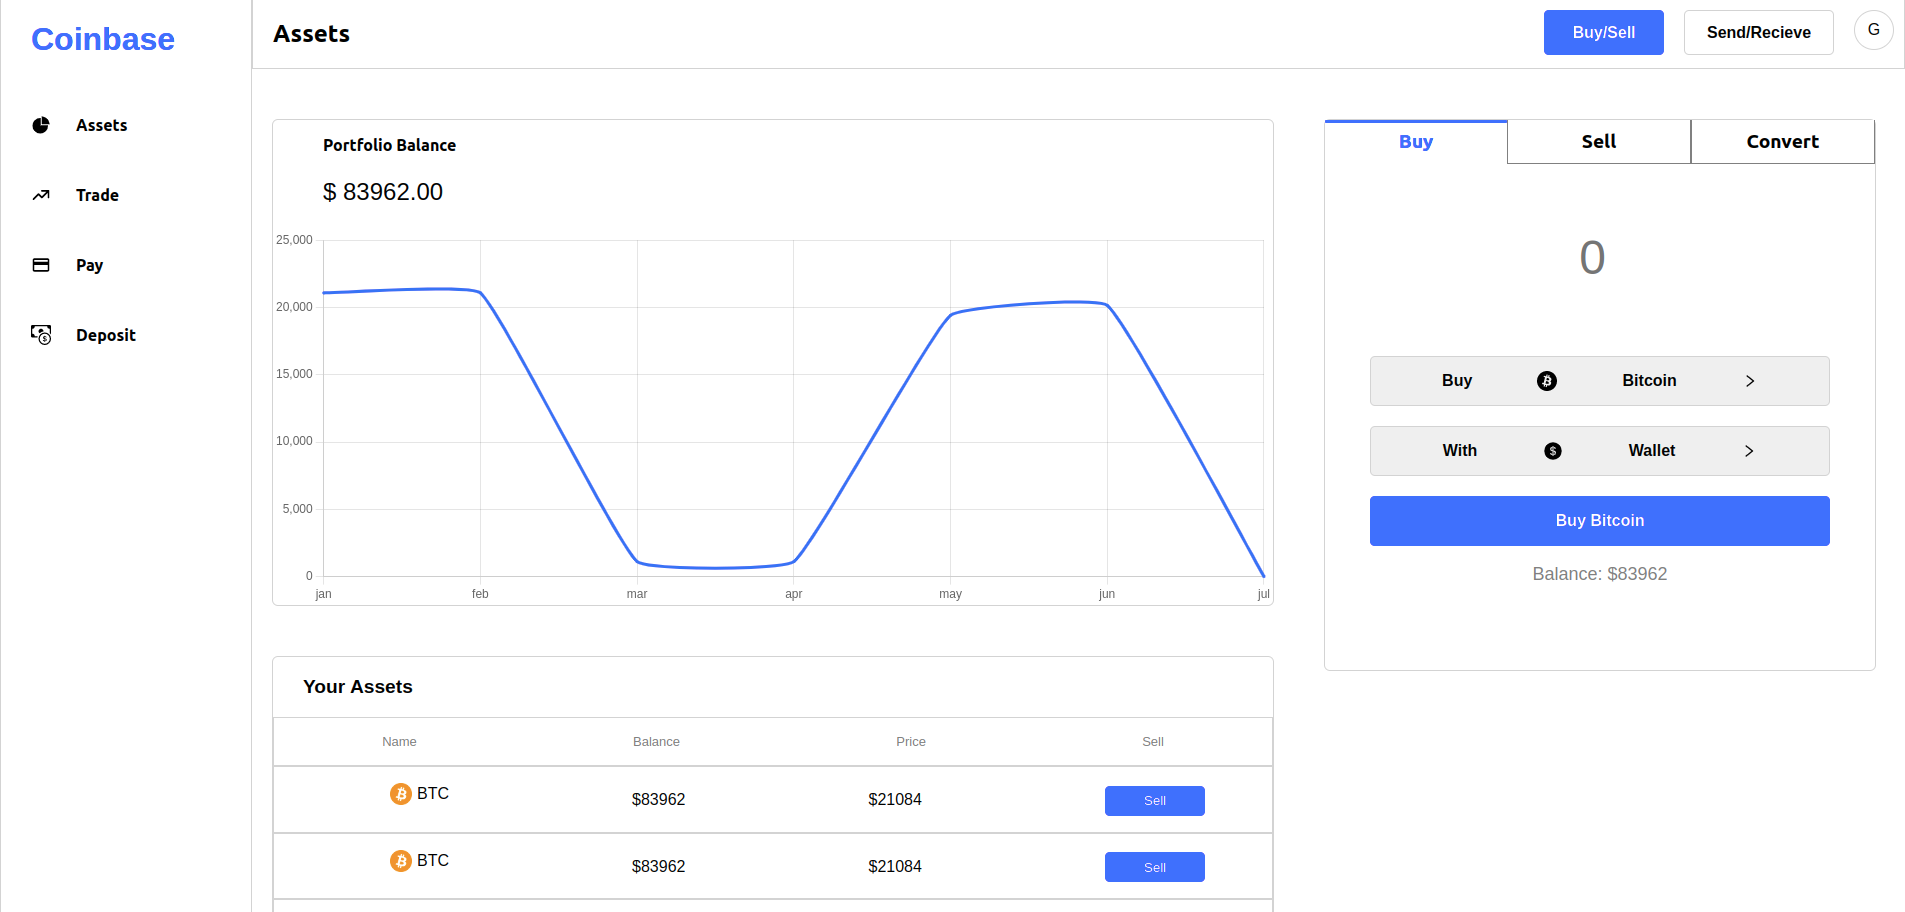 Coinbase
Assets
Trade
Pay
Deposit
Assets
Buy/Sell
Send/Recieve
G
Portfolio Balance
$ 83962.00
25,000
20,000
15,000
10,000
5,000
0
jan feb mar apr may jun jul
Buy Sell Convert
0
Buy Bitcoin
With $ Wallet
Buy Bitcoin
Balance: $83962
Your Assets
Name Balance Price Sell
BTC $83962 $21084 Sell
BTC $83962 $21084 Sell